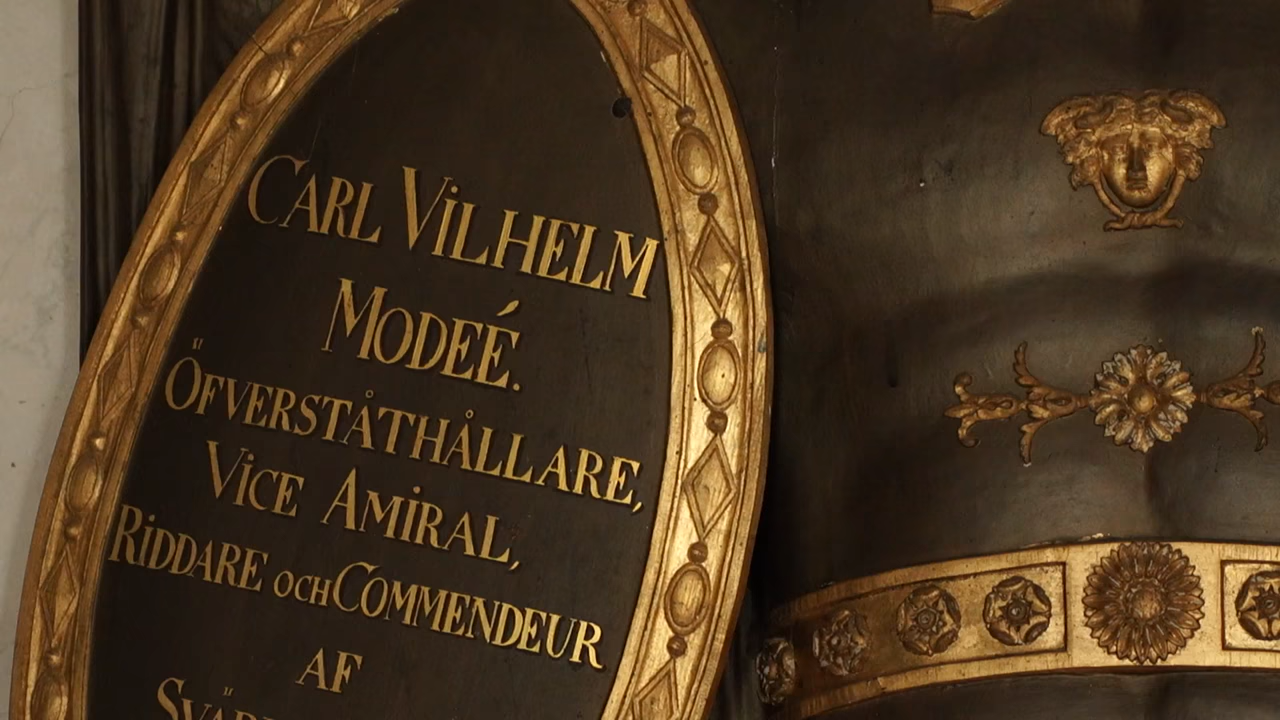 CARL VILHELM
MODEÉ.
ÖFVERSTÅTHÅLLARE,
VICE AMIRAL,
RIDDARE OCH COMMENDEUR
AF